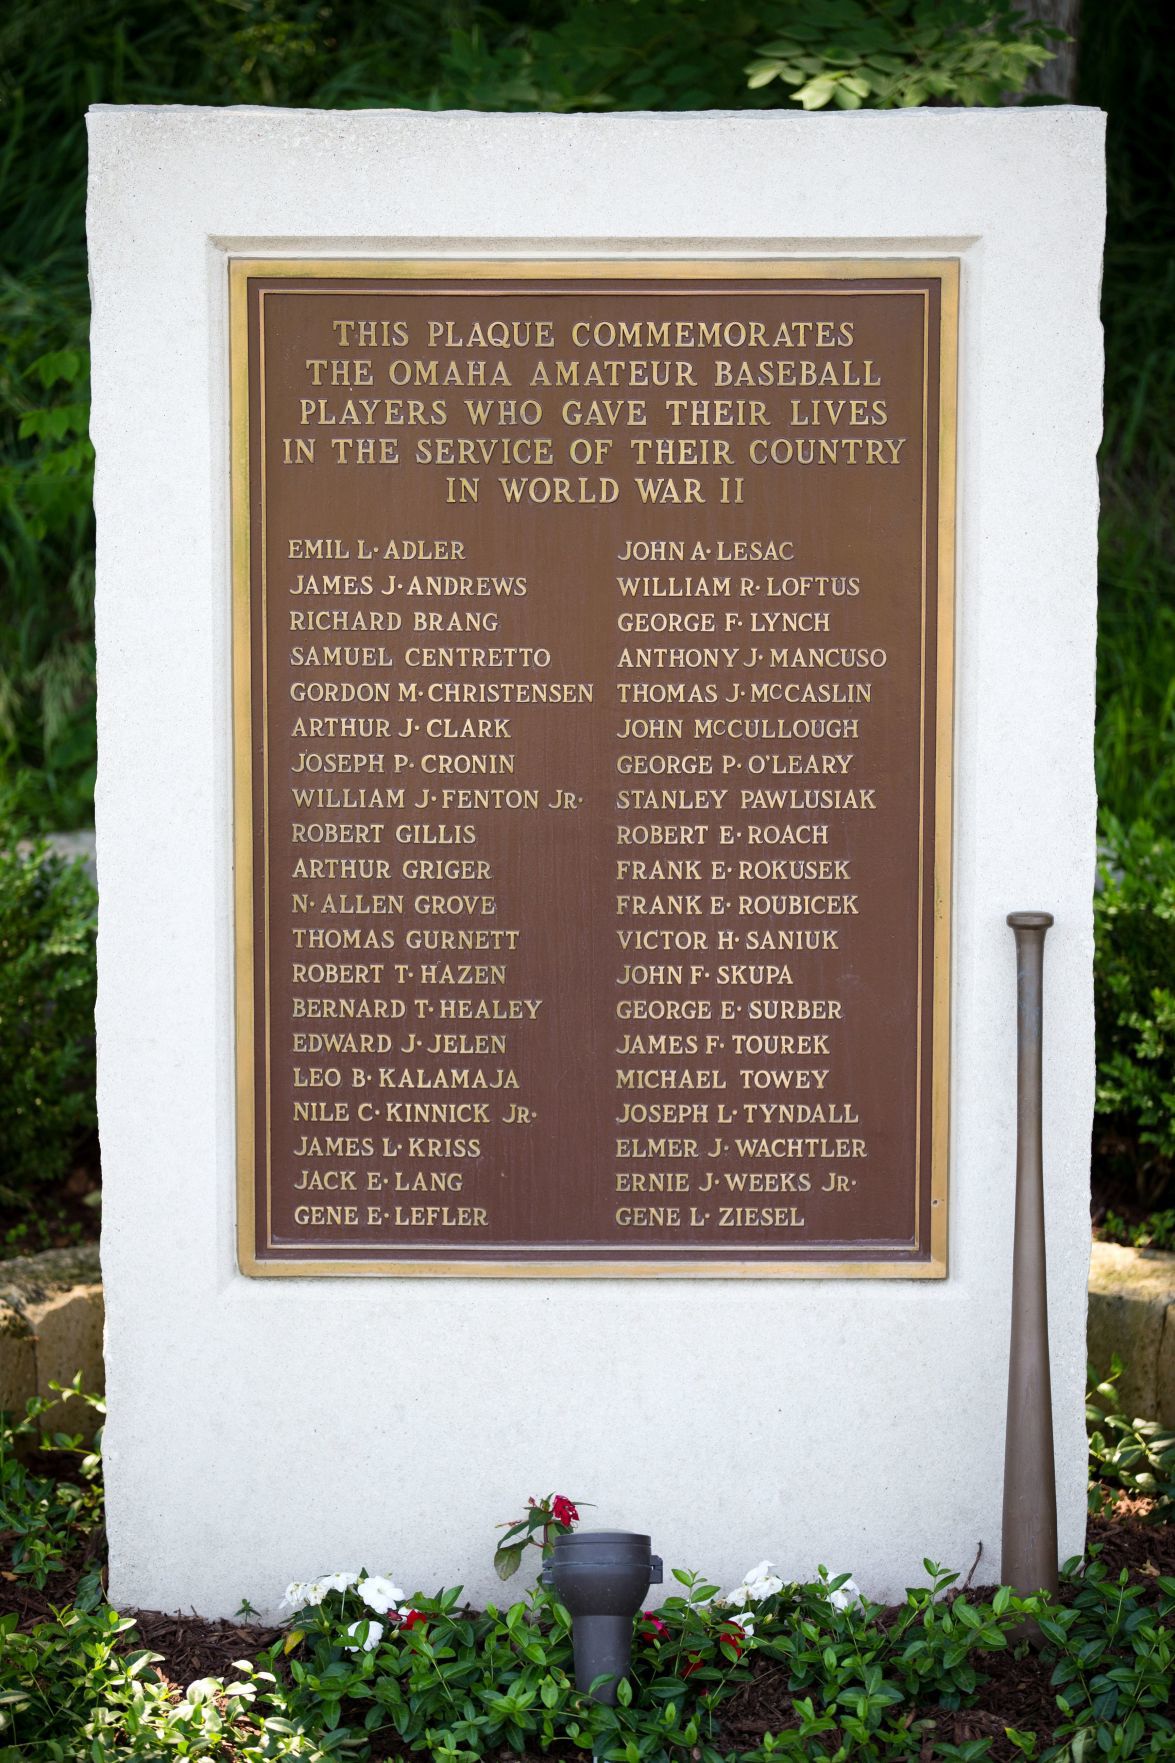 THIS PLAQUE COMMEMORATES
THE OMAHA AMATEUR BASEBALL
PLAYERS WHO GAVE THEIR LIVES
IN THE SERVICE OF THEIR COUNTRY
IN WORLD WAR II
EMIL L· ADLER
JAMES J· ANDREWS
RICHARD BRANG
SAMUEL CENTRETTO
GORDON M· CHRISTENSEN
ARTHUR J· CLARK
JOSEPH P· CRONIN
WILLIAM J· FENTON JR·
ROBERT GILLIS
ARTHUR GRIGER
N· ALLEN GROVE
THOMAS GURNETT
ROBERT T· HAZEN
BERNARD T· HEALEY
EDWARD J· JELEN
LEO B· KALAMAJA
NILE C· KINNICK JR·
JAMES L· KRISS
JACK E· LANG
GENE E· LEFLER
JOHN A· LESAC
WILLIAM R· LOFTUS
GEORGE F· LYNCH
ANTHONY J· MANCUSO
THOMAS J· McCASLIN
JOHN McCULLOUGH
GEORGE P· O'LEARY
STANLEY PAWLUSIAK
ROBERT E· ROACH
FRANK E· ROKUSEK
FRANK E· ROUBICEK
VICTOR H· SANIUK
JOHN F· SKUPA
GEORGE E· SURBER
JAMES F· TOUREK
MICHAEL TOWEY
JOSEPH L· TYNDALL
ELMER J· WACHTLER
ERNIE J· WEEKS JR·
GENE L· ZIESEL